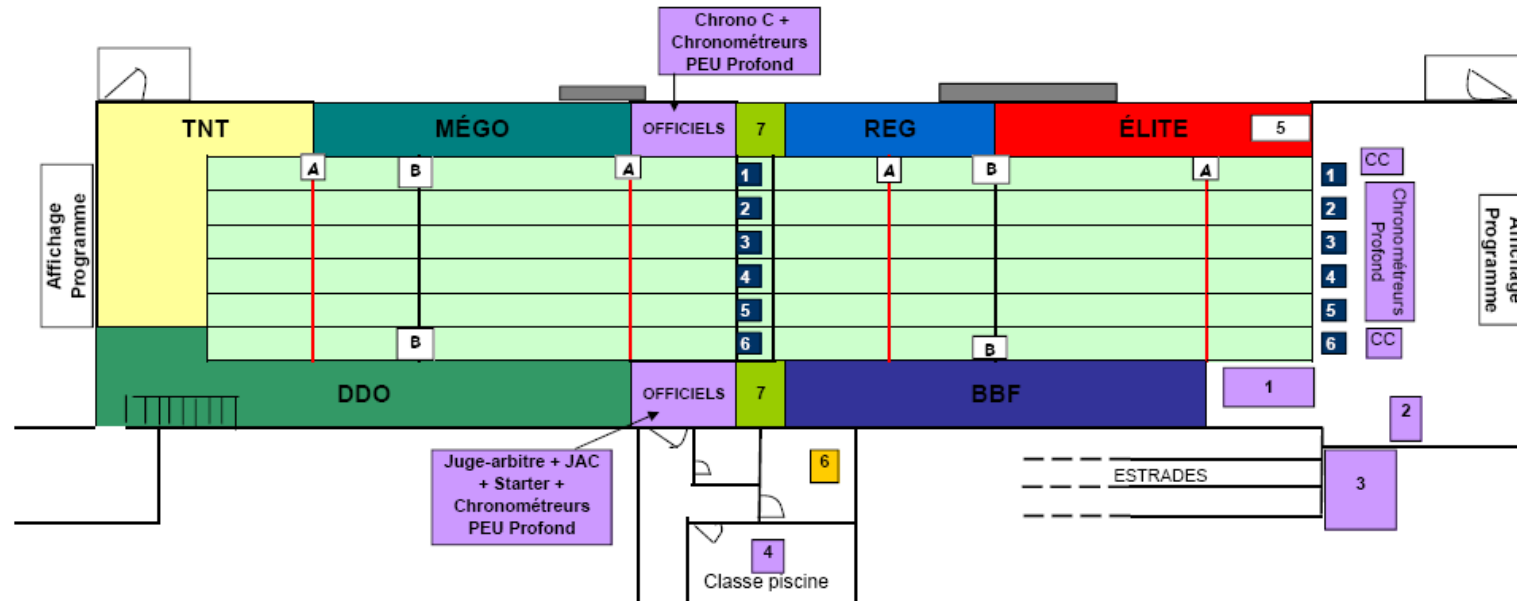 Chrono C +
Chronométreurs
PEU Profond
TNT
MÉGO
OFFICIELS
7
REG
ÉLITE
5
A
B
A
A
B
A
1
2
3
4
5
6
1
2
3
4
5
6
CC
Chronométreurs
Profond
CC
Affichage
Programme
Affichage
Programme
B
B
DDO
OFFICIELS
7
BBF
1
2
Juge-arbitre + JAC
+ Starter +
Chronométreurs
PEU Profond
6
ESTRADES
3
4
Classe piscine